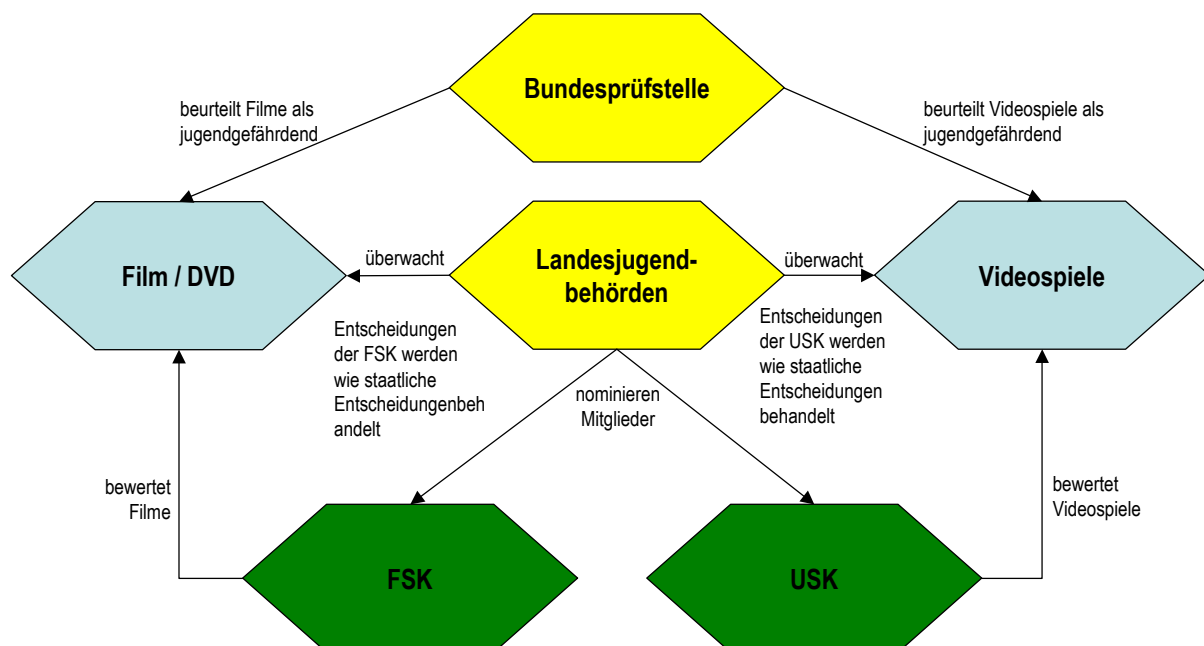 Bundesprüfstelle
beurteilt Filme als
jugendgefährdend
beurteilt Videospiele als
jugendgefährdend
Film / DVD
überwacht
Landesjugend-
behörden
überwacht
Videospiele
Entscheidungen
der FSK werden
wie staatliche
Entscheidungenbeh
andelt
nominieren
Mitglieder
Entscheidungen
der USK werden
wie staatliche
Entscheidungen
behandelt
bewertet
Filme
bewertet
Videospiele
FSK
USK